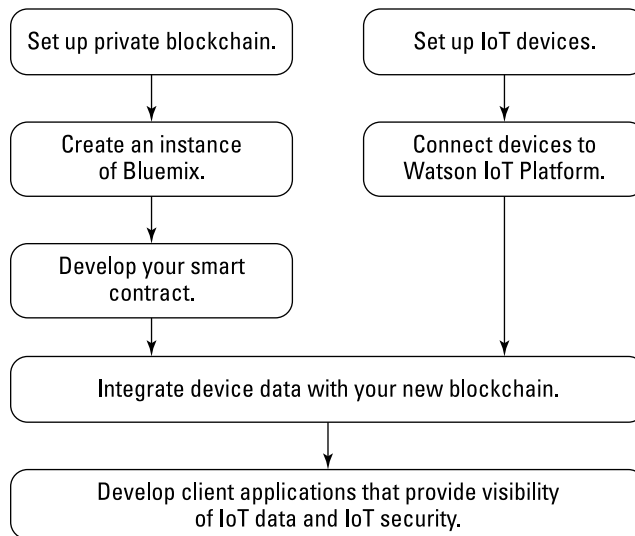 Set up private blockchain.
Set up IoT devices.
Create an instance
of Bluemix.
Connect devices to
Watson IoT Platform.
Develop your smart
contract.
Integrate device data with your new blockchain.
Develop client applications that provide visibility
of IoT data and IoT security.